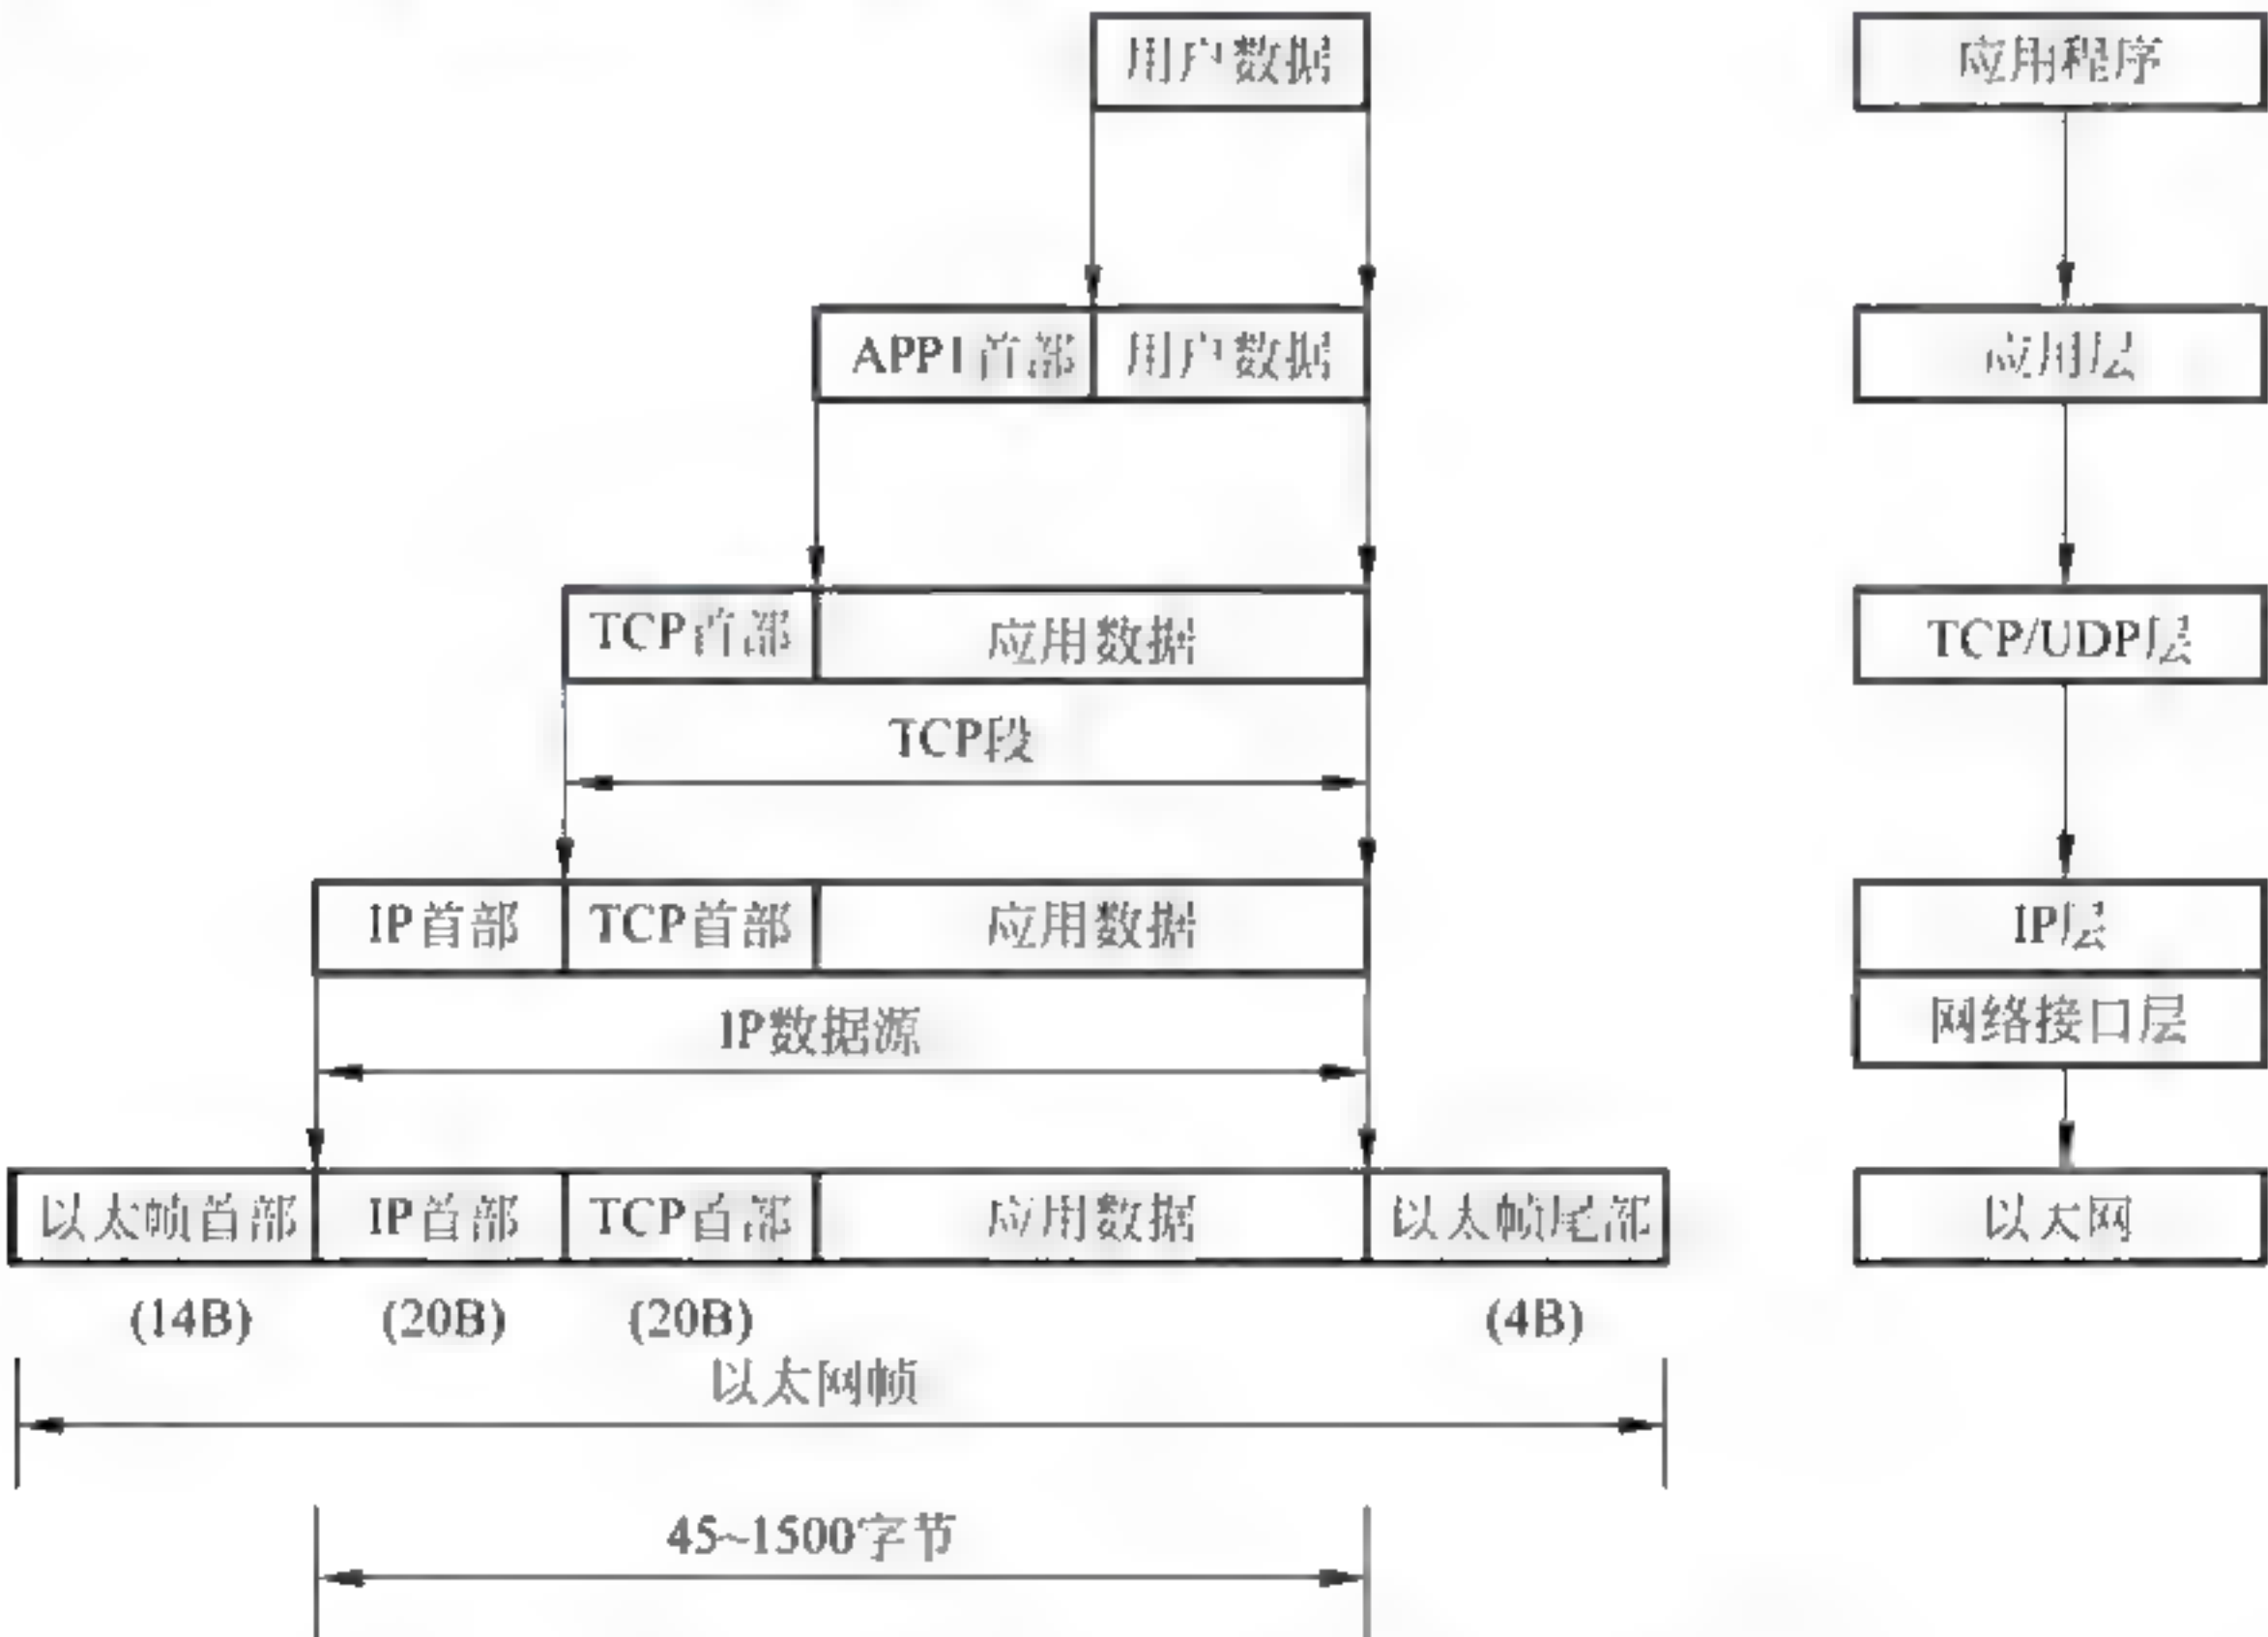 用户数据
应用程序
APP1首部
用户数据
应用层
TCP首部
应用数据
TCP/UDP层
TCP段
IP首部
TCP首部
应用数据
IP层
网络接口层
IP数据源
以太帧首部
IP首部
TCP首部
应用数据
以太帧尾部
以太网
(14B)
(20B)
(20B)
(4B)
以太网帧
45~1500字节